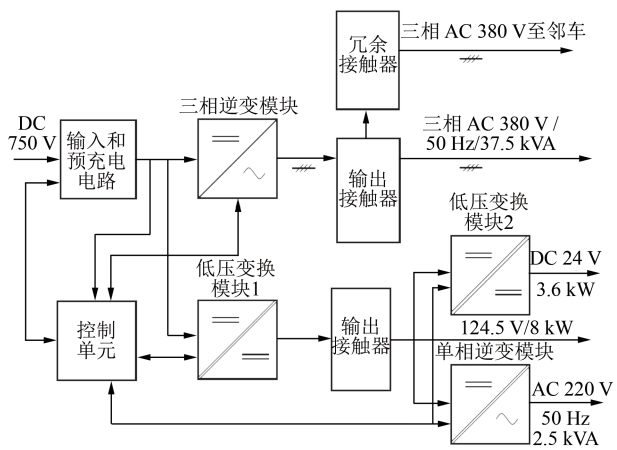 冗余
接触器
三相 AC 380 V至邻车
DC
750 V
输入和
预充电
电路
三相逆变模块
输出
接触器
三相 AC 380 V /
50 Hz/37.5 kVA
低压变换
模块2
DC 24 V
3.6 kW
低压变换
模块1
控制
单元
输出
接触器
124.5 V/8 kW
单相逆变模块
AC 220 V
50 Hz
2.5 kVA